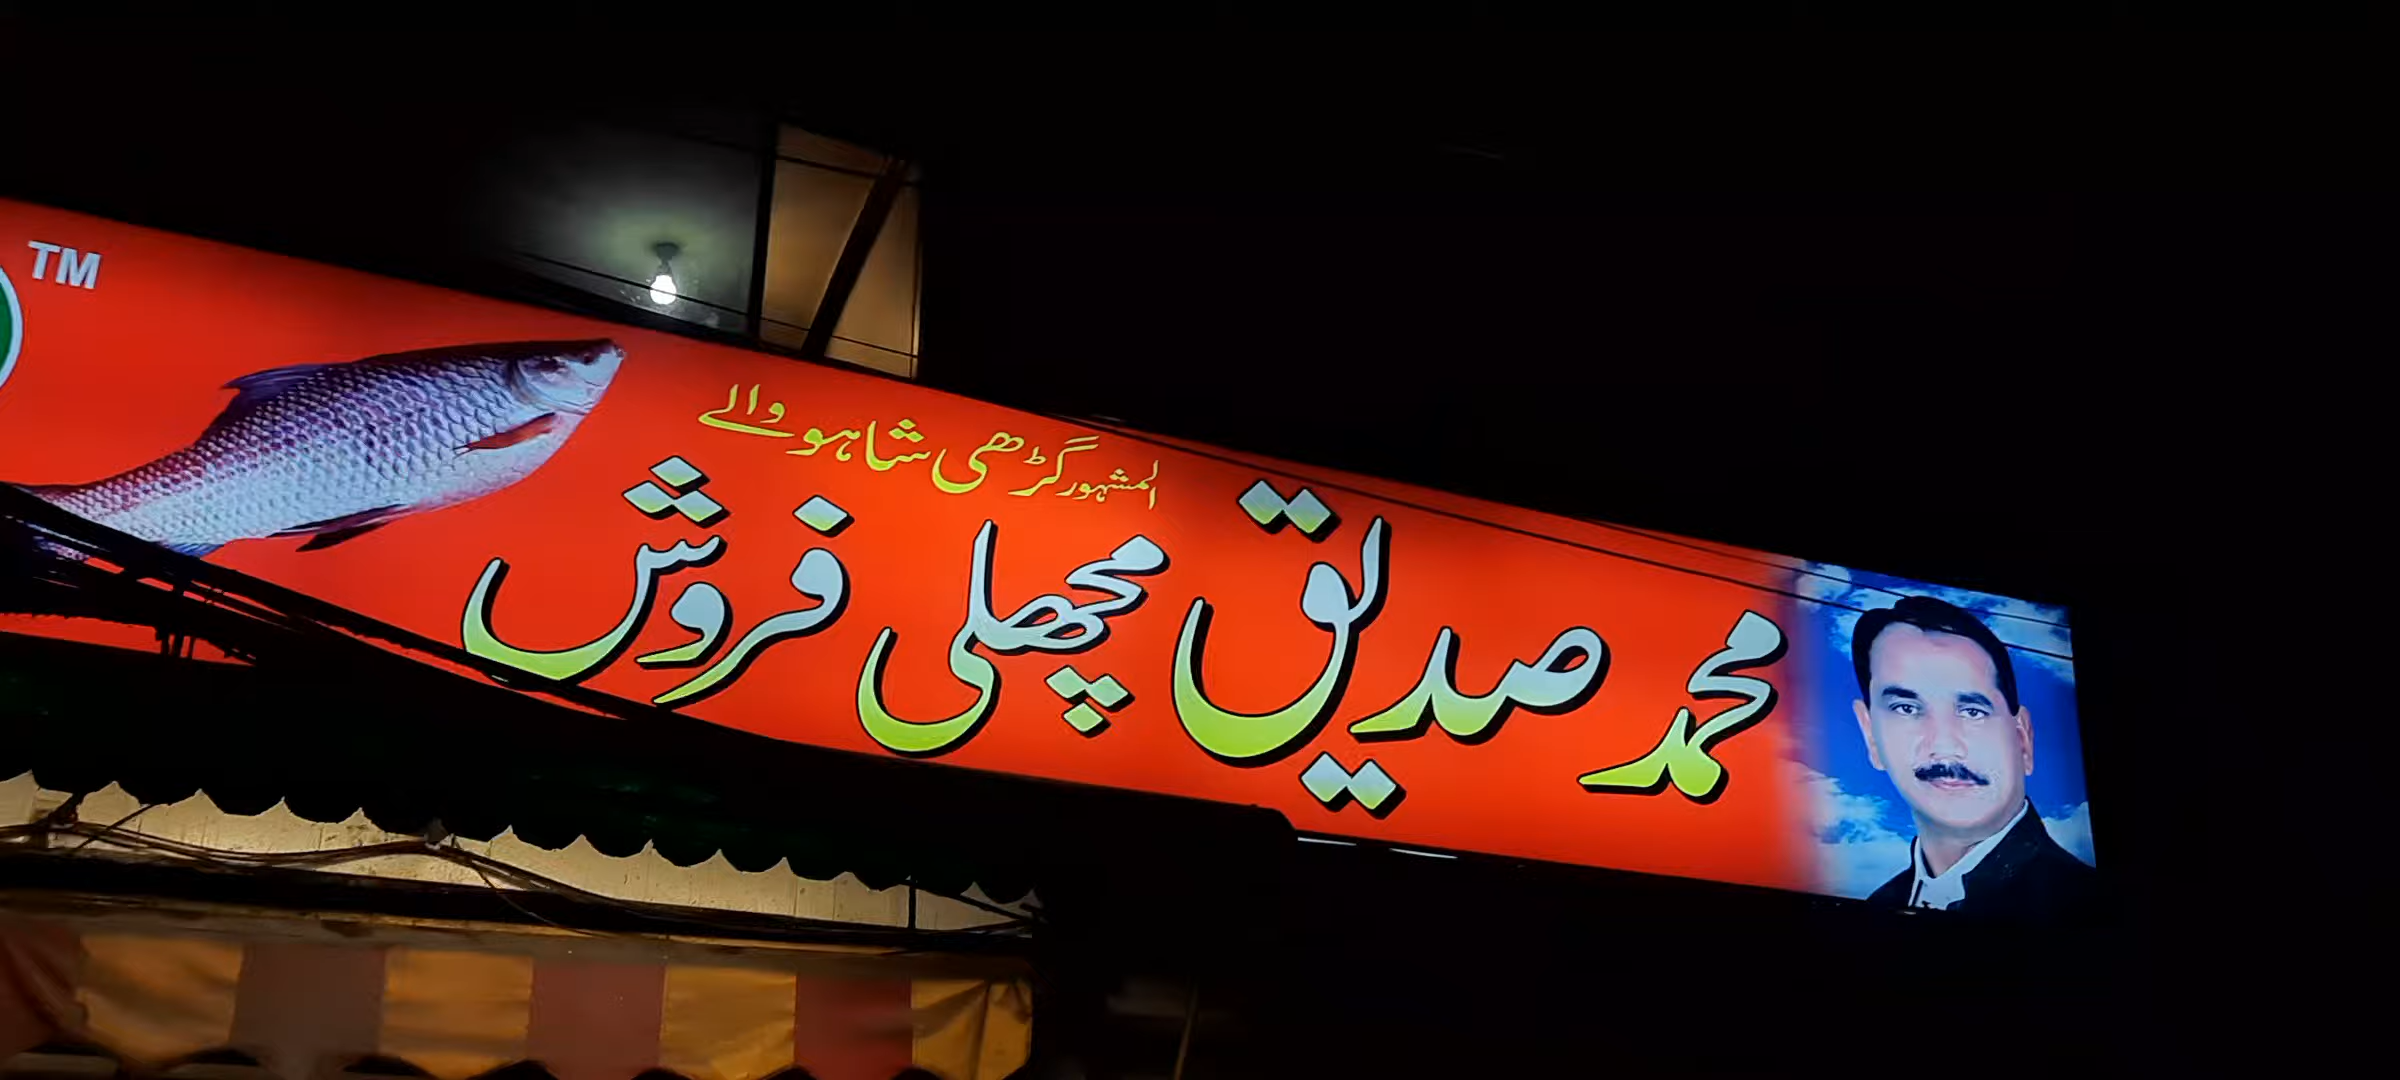 TM
المشہور گڑھی شاہو والے
محمد صدیق مچھلی فروش